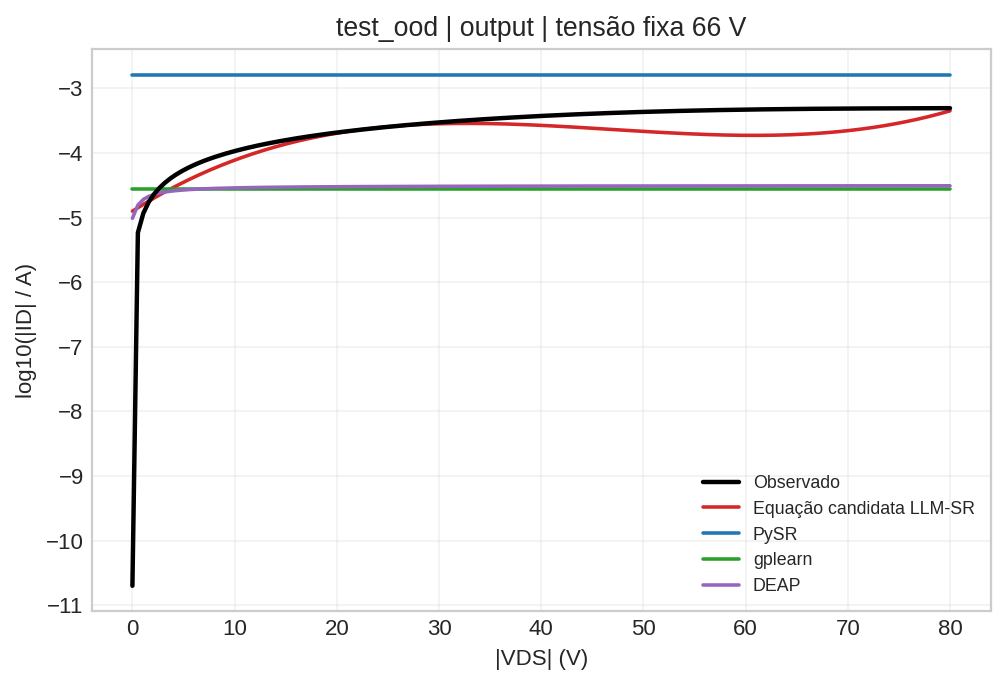 test_ood | output | tensão fixa 66 V
log10(|ID| / A)
−3
−4
−5
−6
−7
−8
−9
−10
−11
Observado
Equação candidata LLM-SR
PySR
gplearn
DEAP
0 10 20 30 40 50 60 70 80
|VDS| (V)